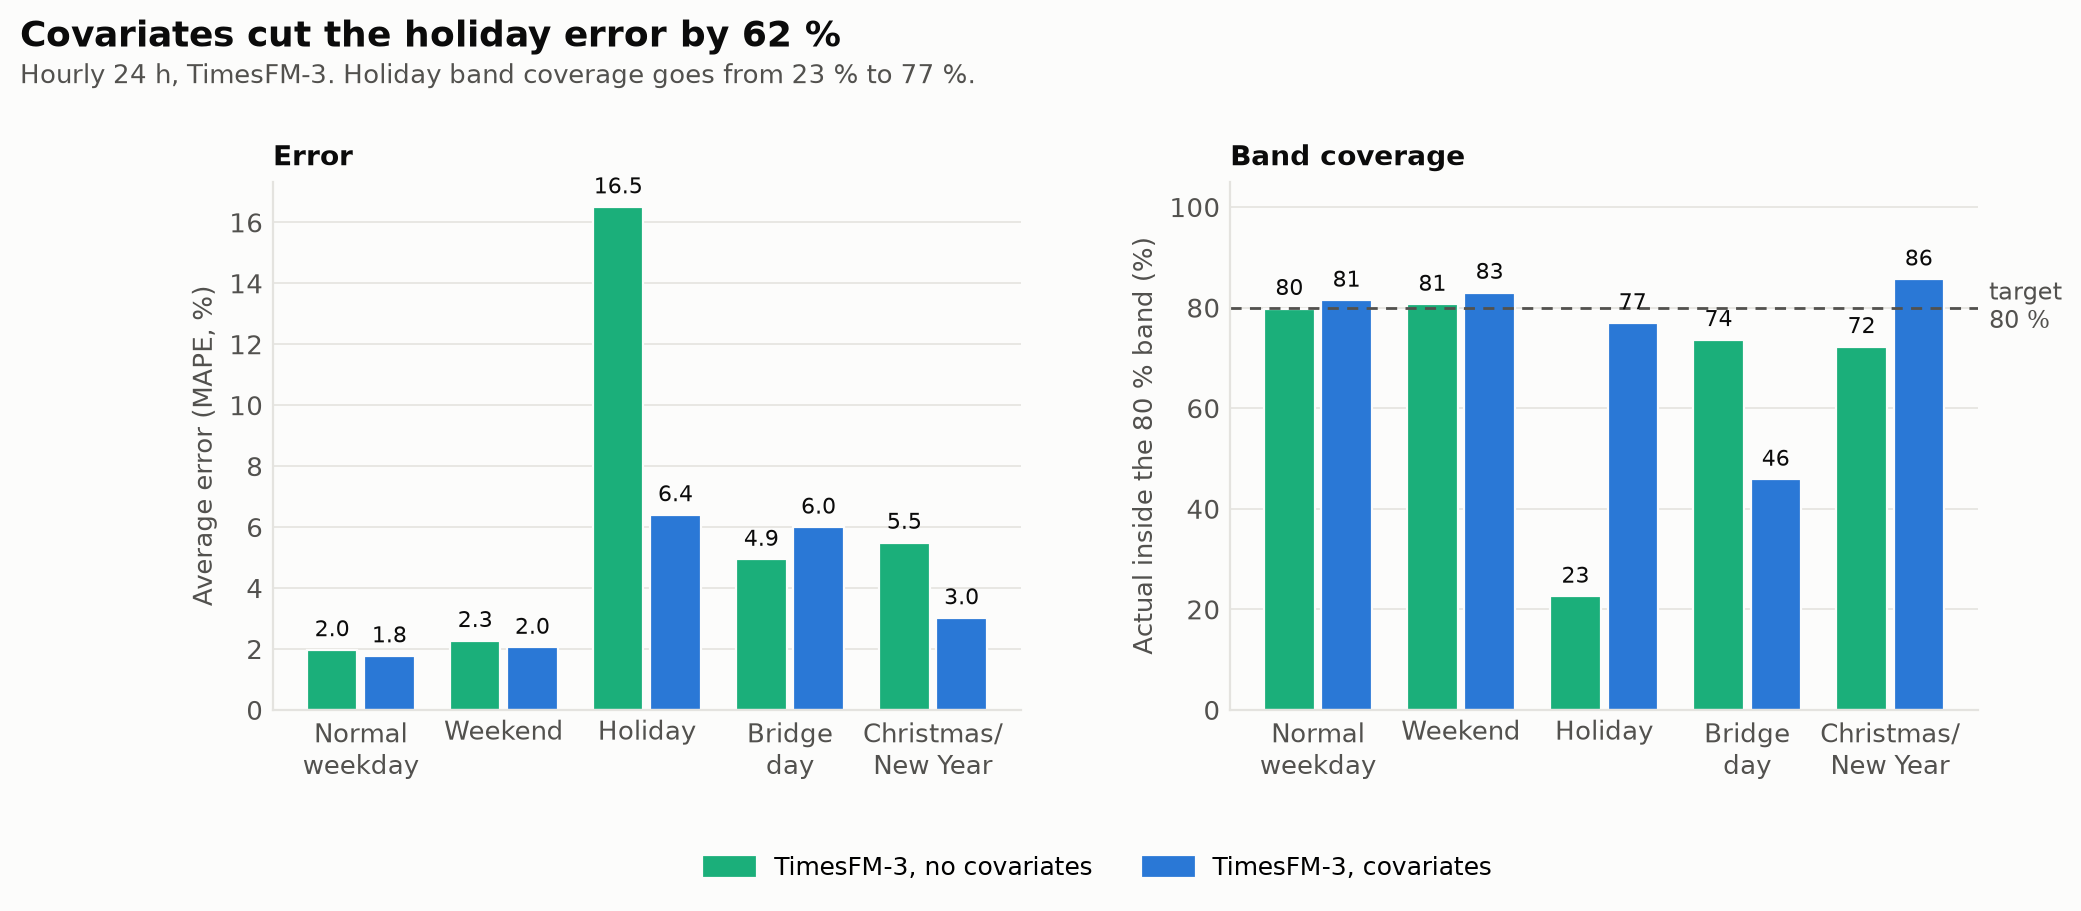 Covariates cut the holiday error by 62 %
Hourly 24 h, TimesFM-3. Holiday band coverage goes from 23 % to 77 %.
Error
Average error (MAPE, %)
16
14
12
10
8
6
4
2
0
2.0
1.8
2.3
2.0
16.5
6.4
4.9
6.0
5.5
3.0
Normal
weekday
Weekend
Holiday
Bridge
day
Christmas/
New Year
Band coverage
Actual inside the 80 % band (%)
100
80
60
40
20
0
80
81
81
83
23
77
74
46
72
86
target
80 %
Normal
weekday
Weekend
Holiday
Bridge
day
Christmas/
New Year
TimesFM-3, no covariates
TimesFM-3, covariates